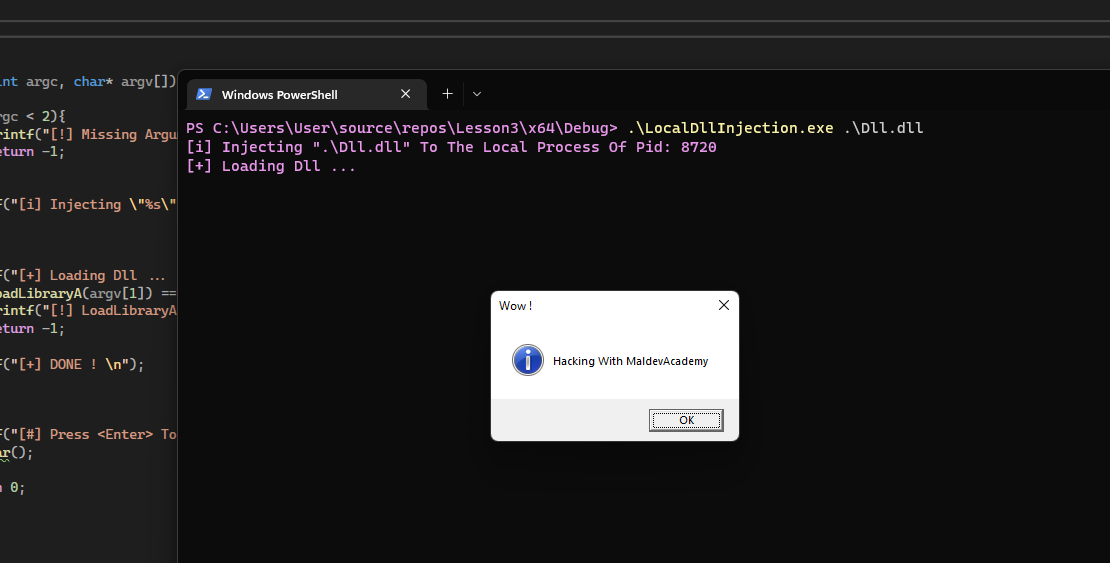 int argc, char* argv[])
rgc < 2){
rintf("[!] Missing Argu
eturn -1;
f("[i] Injecting \"%s\"
f("[+] Loading Dll ...
oadLibraryA(argv[1]) ==
rintf("[!] LoadLibraryA
eturn -1;
f("[+] DONE ! \n");
f("[#] Press <Enter> To
ar();
n 0;
Windows PowerShell
PS C:\Users\User\source\repos\Lesson3\x64\Debug> .\LocalDllInjection.exe .\Dll.dll
[i] Injecting ".\Dll.dll" To The Local Process Of Pid: 8720
[+] Loading Dll ...
Wow !
Hacking With MaldevAcademy
OK